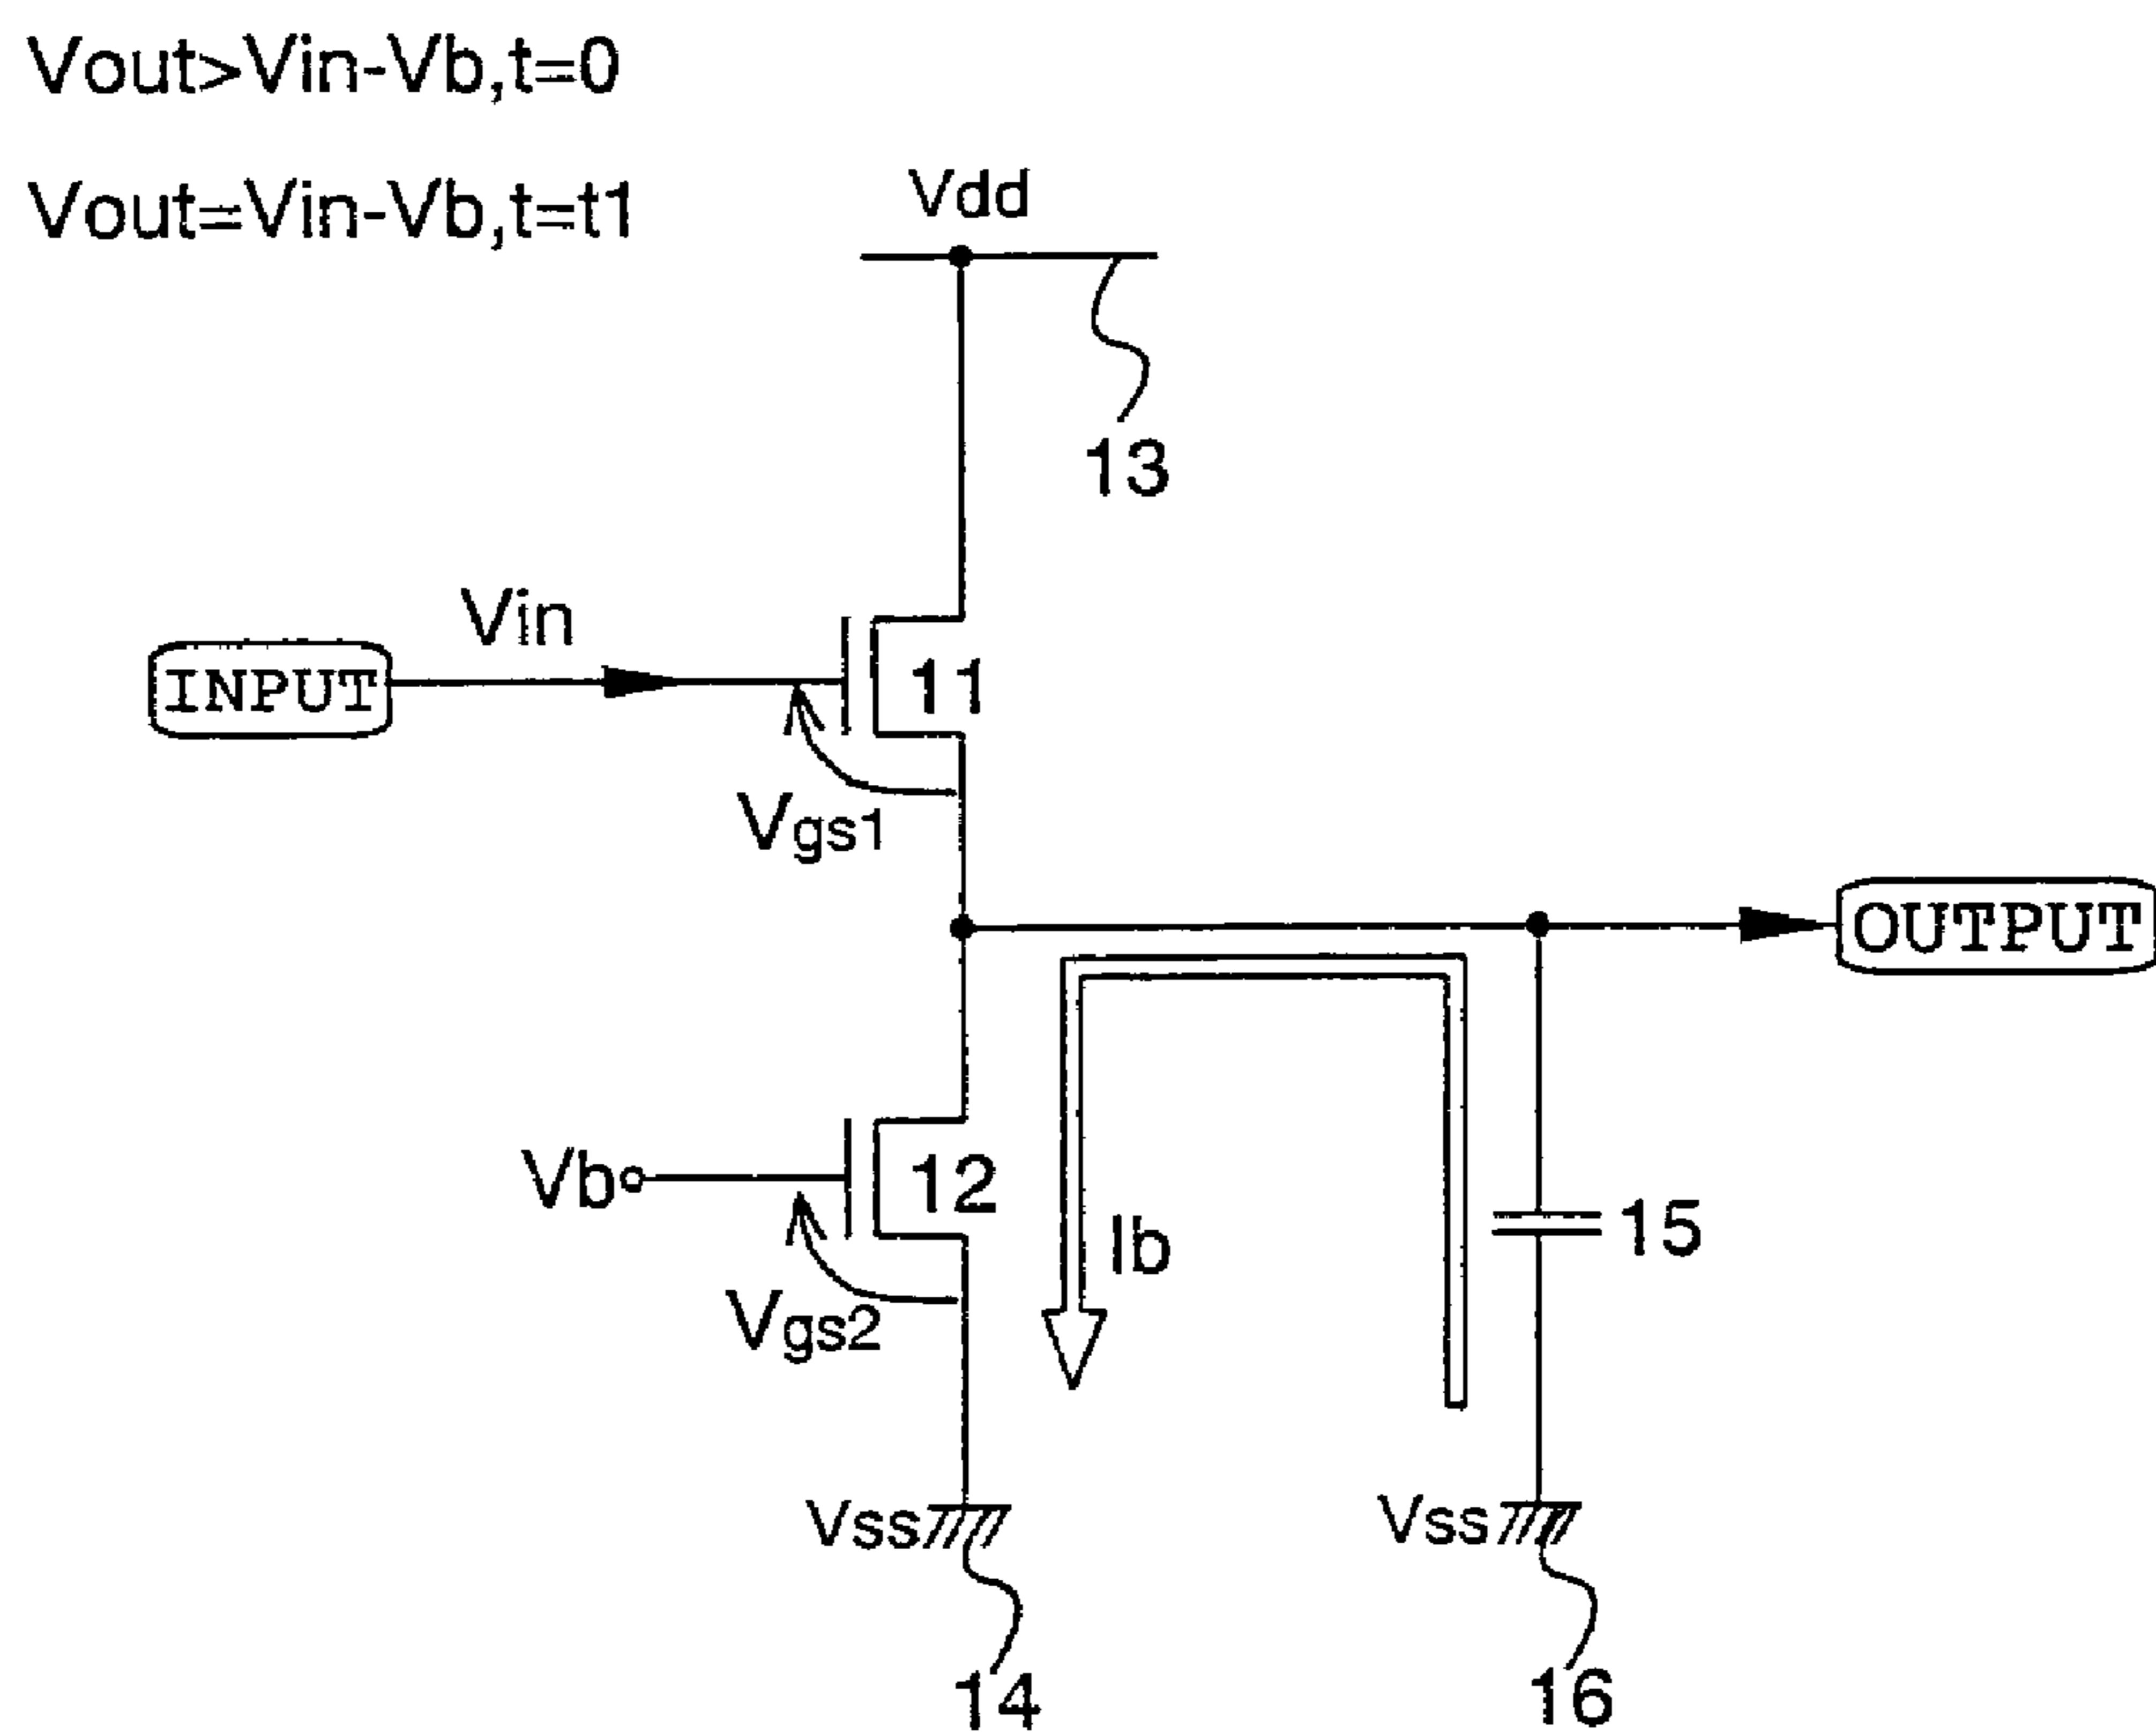 Vout>Vin-Vb,t=0
Vout=Vin-Vb,t=t1
Vdd
13
Vin
INPUT
11
Vgs1
OUTPUT
Vb
12
15
Ib
Vgs2
Vss
Vss
14
16